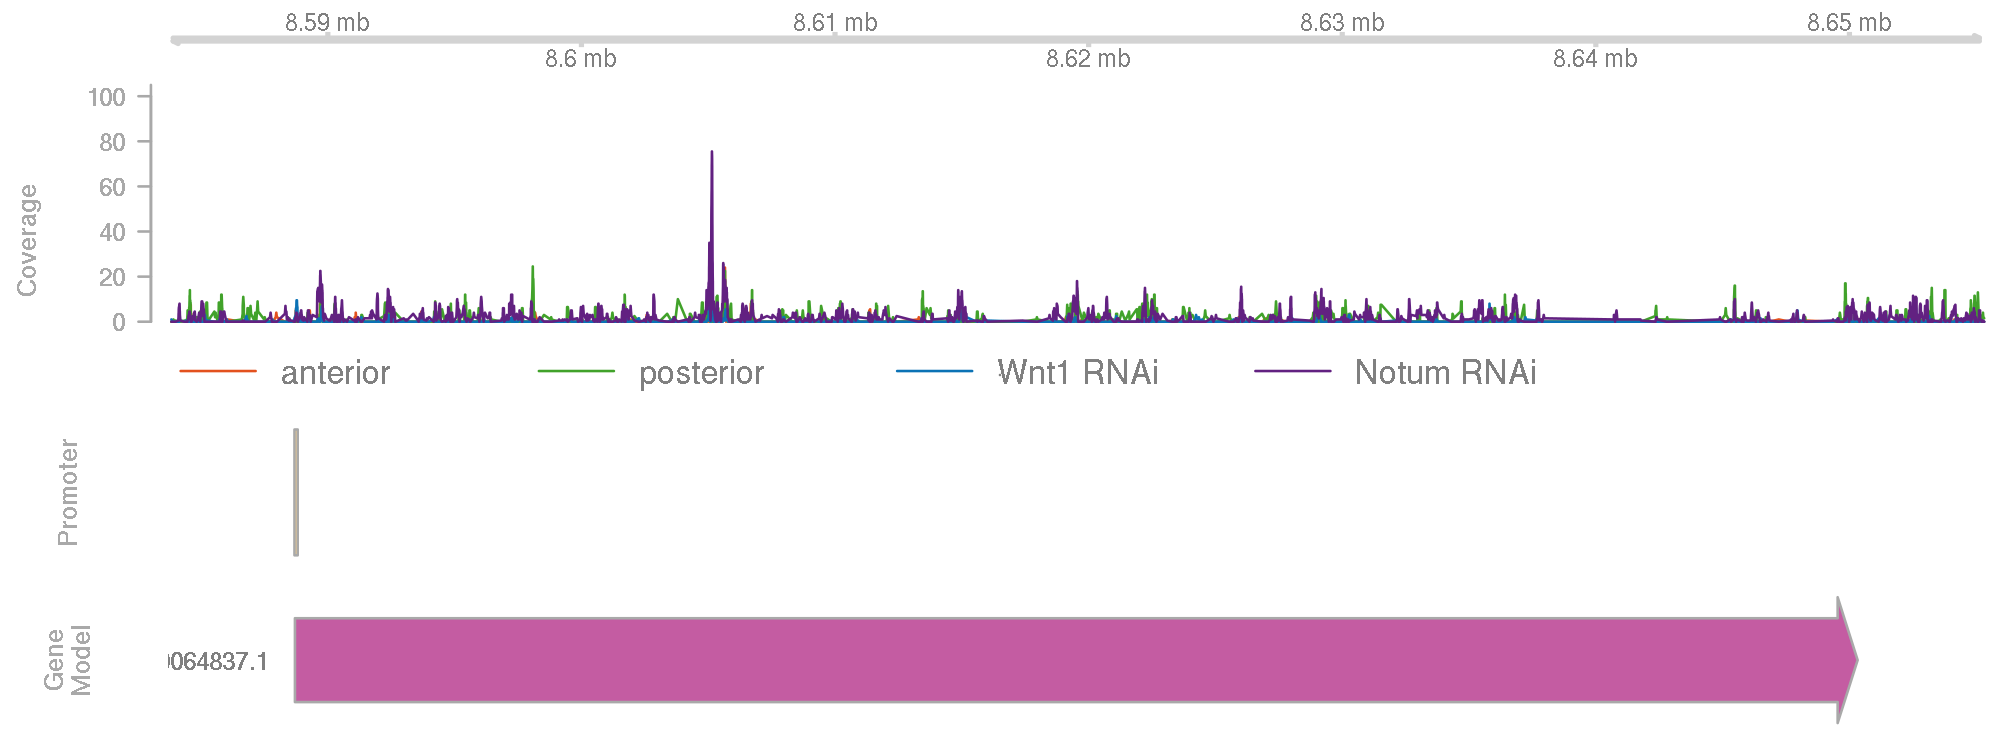 8.59 mb 8.61 mb 8.63 mb 8.65 mb
8.6 mb 8.62 mb 8.64 mb
100
80
60
40
20
0
Coverage
anterior posterior Wnt1 RNAi Notum RNAi
Promoter
Gene
Model
064837.1